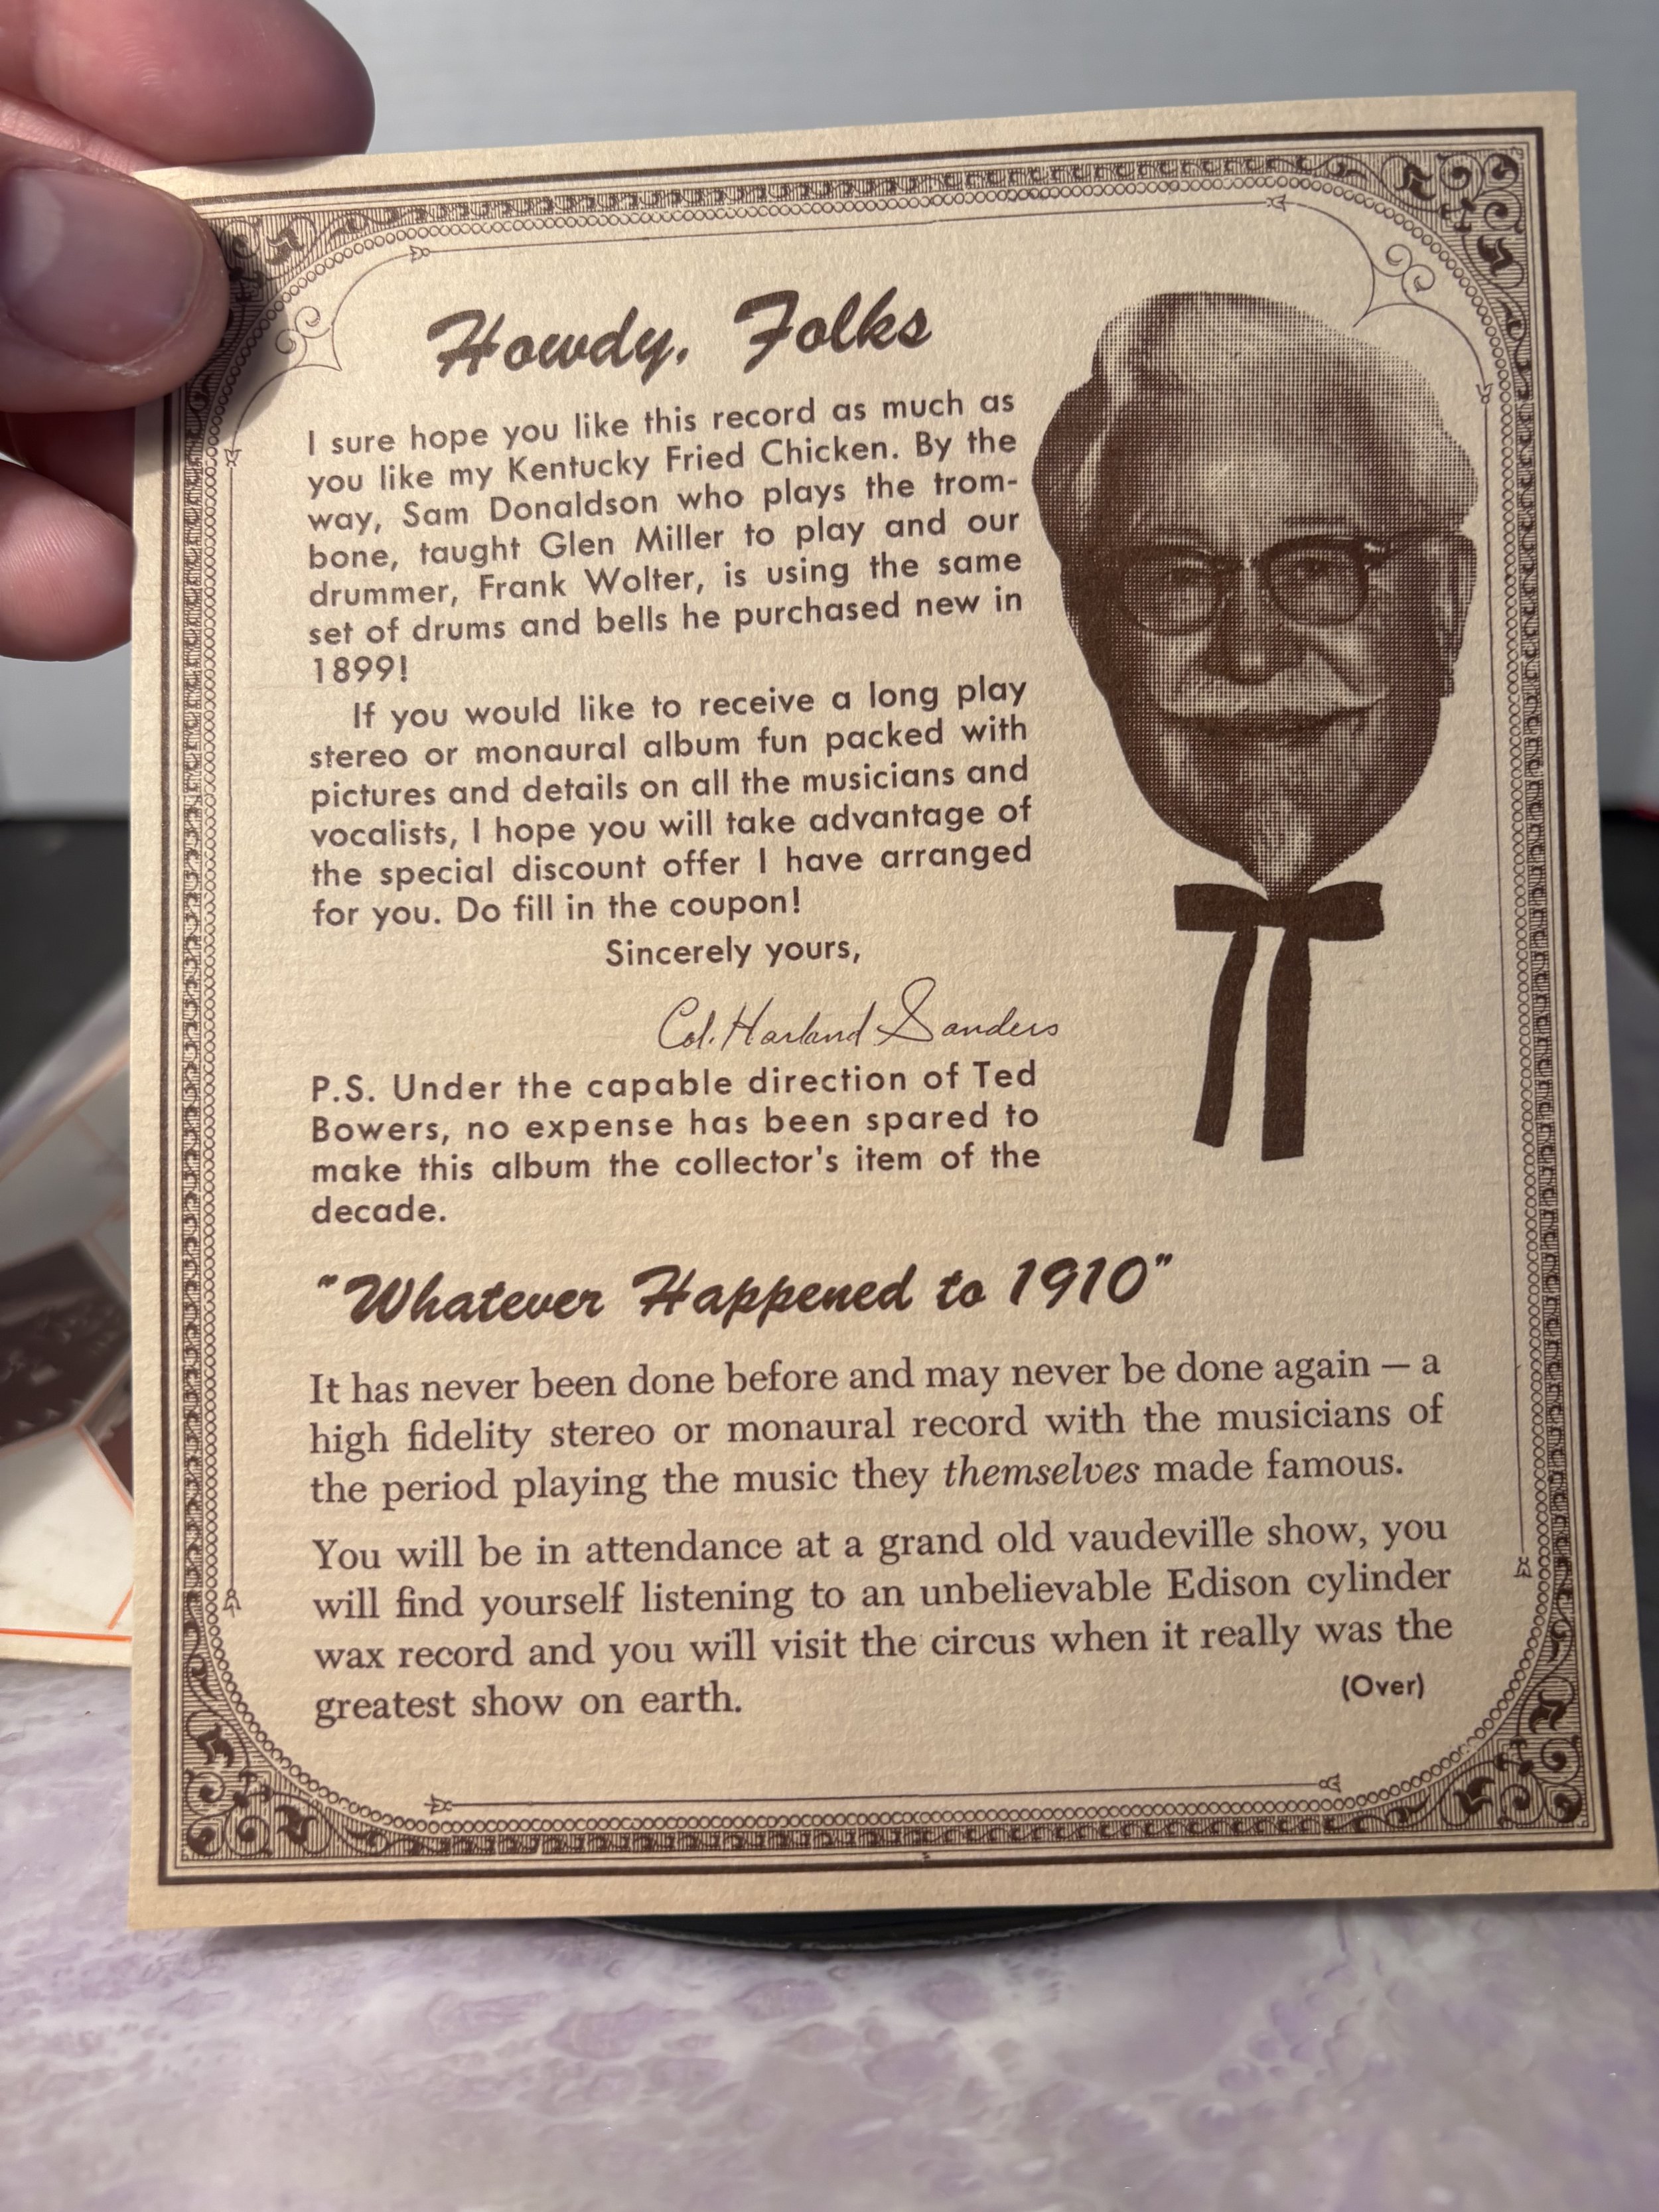 Howdy, Folks
I sure hope you like this record as much as
you like my Kentucky Fried Chicken. By the
way, Sam Donaldson who plays the trom-
bone, taught Glen Miller to play and our
drummer, Frank Wolter, is using the same
set of drums and bells he purchased new in
1899!
If you would like to receive a long play
stereo or monaural album fun packed with
pictures and details on all the musicians and
vocalists, I hope you will take advantage of
the special discount offer I have arranged
for you. Do fill in the coupon!
Sincerely yours,
Col. Harland Sanders
P.S. Under the capable direction of Ted
Bowers, no expense has been spared to
make this album the collector's item of the
decade.
"Whatever Happened to 1910"
It has never been done before and may never be done again — a
high fidelity stereo or monaural record with the musicians of
the period playing the music they themselves made famous.
You will be in attendance at a grand old vaudeville show, you
will find yourself listening to an unbelievable Edison cylinder
wax record and you will visit the circus when it really was the
greatest show on earth.
(Over)